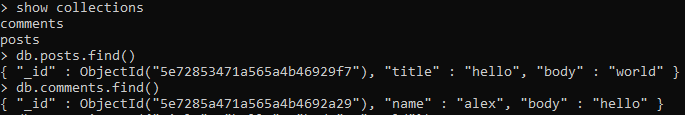 > show collections
comments
posts
> db.posts.find()
{ "_id" : ObjectId("5e72853471a565a4b46929f7"), "title" : "hello", "body" : "world" }
> db.comments.find()
{ "_id" : ObjectId("5e7285a471a565a4b4692a29"), "name" : "alex", "body" : "hello" }